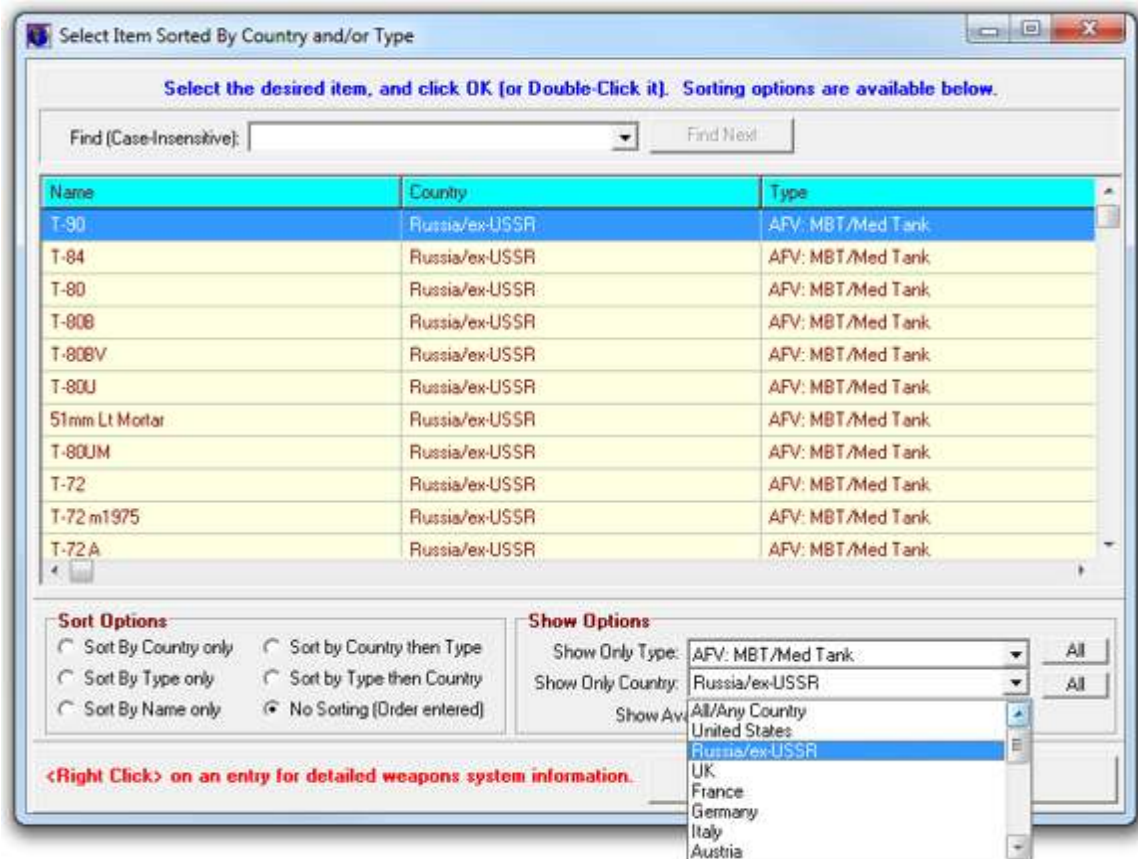 Select Item Sorted By Country and/or Type
Select the desired item, and click OK (or Double-Click it). Sorting options are available below.
Find (Case-Insensitive): Find Next
Name Country Type
T-90 Russia/ex-USSR AFV: MBT/Med Tank
T-84 Russia/ex-USSR AFV: MBT/Med Tank
T-80 Russia/ex-USSR AFV: MBT/Med Tank
T-80B Russia/ex-USSR AFV: MBT/Med Tank
T-80BV Russia/ex-USSR AFV: MBT/Med Tank
T-80U Russia/ex-USSR AFV: MBT/Med Tank
51mm Lt Mortar Russia/ex-USSR AFV: MBT/Med Tank
T-80UM Russia/ex-USSR AFV: MBT/Med Tank
T-72 Russia/ex-USSR AFV: MBT/Med Tank
T-72 m1975 Russia/ex-USSR AFV: MBT/Med Tank
T-72 A Russia/ex-USSR AFV: MBT/Med Tank
Sort Options
Sort By Country only Sort by Country then Type
Sort By Type only Sort by Type then Country
Sort By Name only No Sorting (Order entered)
Show Options
Show Only Type: AFV: MBT/Med Tank All
Show Only Country: Russia/ex-USSR All
Show
All/Any Country
United States
Russia/ex-USSR
UK
France
Germany
Italy
Austria
<Right Click> on an entry for detailed weapons system information.